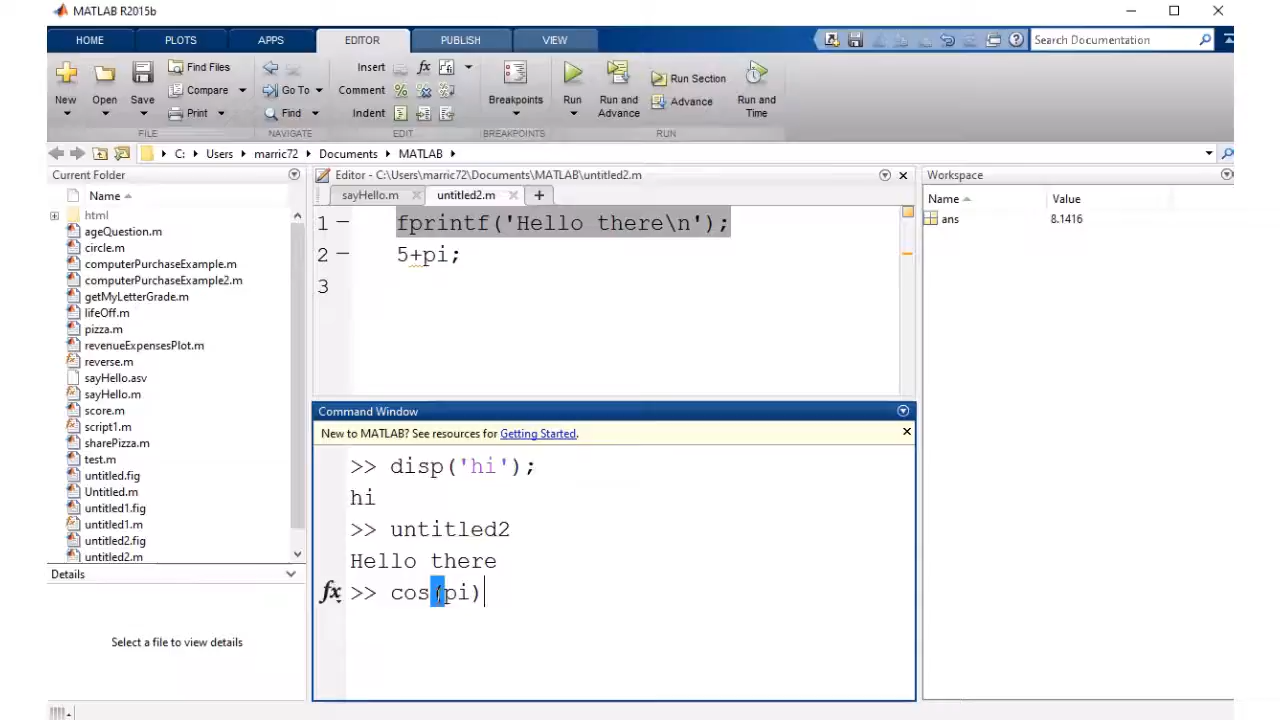 MATLAB R2015b
HOME PLOTS APPS EDITOR PUBLISH VIEW
Search Documentation
New Open Save
Find Files
Compare
Print
FILE
Go To
Find
NAVIGATE
Insert fx
Comment %
Indent
EDIT
Breakpoints
BREAKPOINTS
Run
Run and Advance
Run Section
Advance
Run and Time
RUN
C: Users marric72 Documents MATLAB
Current Folder
Name
html
ageQuestion.m
circle.m
computerPurchaseExample.m
computerPurchaseExample2.m
getMyLetterGrade.m
lifeOff.m
pizza.m
revenueExpensesPlot.m
reverse.m
sayHello.asv
sayHello.m
score.m
script1.m
sharePizza.m
test.m
untitled.fig
Untitled.m
untitled1.fig
untitled1.m
untitled2.fig
untitled2.m
Details
Select a file to view details
Editor - C:\Users\marric72\Documents\MATLAB\untitled2.m
sayHello.m untitled2.m
1 fprintf('Hello there\n');
2 5+pi;
3
Command Window
New to MATLAB? See resources for Getting Started.
>> disp('hi');
hi
>> untitled2
Hello there
fx >> cos(pi)
Workspace
Name Value
ans 8.1416